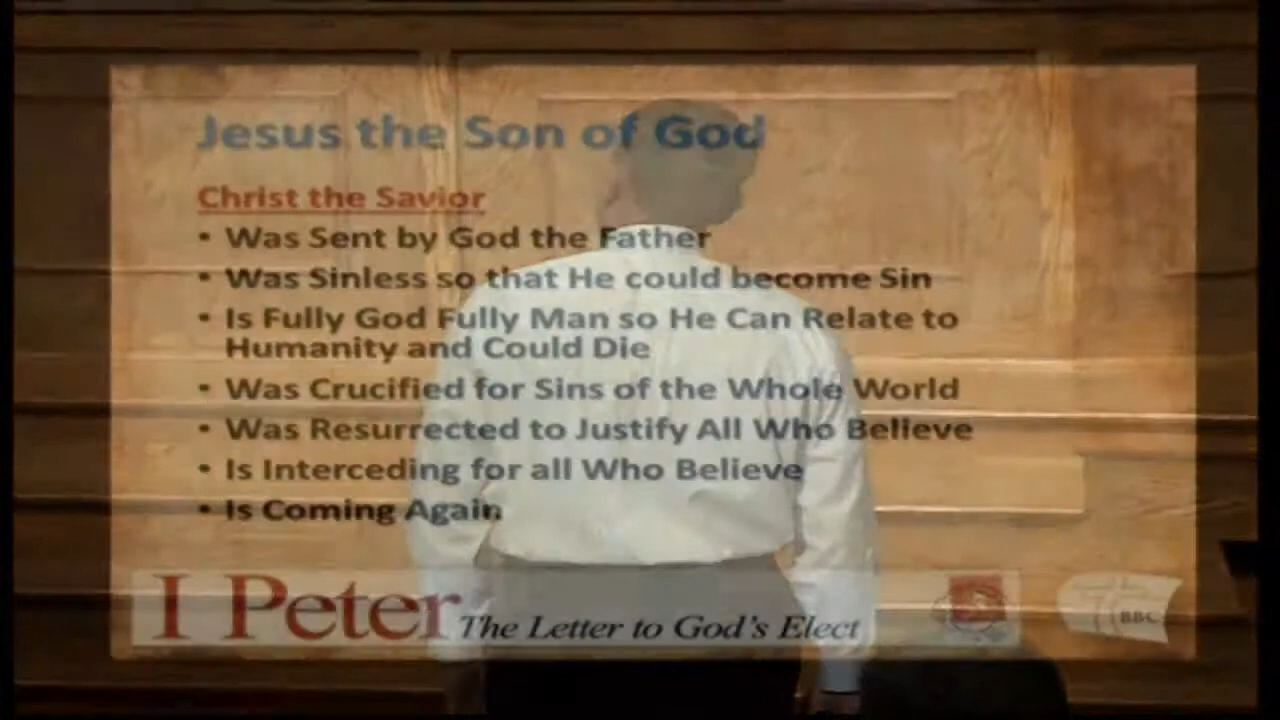 Jesus the Son of God
Christ the Savior
• Was Sent by God the Father
• Was Sinless so that He could become Sin
• Is Fully God Fully Man so He Can Relate to
Humanity and Could Die
• Was Crucified for Sins of the Whole World
• Was Resurrected to Justify All Who Believe
• Is Interceding for all Who Believe
• Is Coming Again
I Peter The Letter to God's Elect
BBC